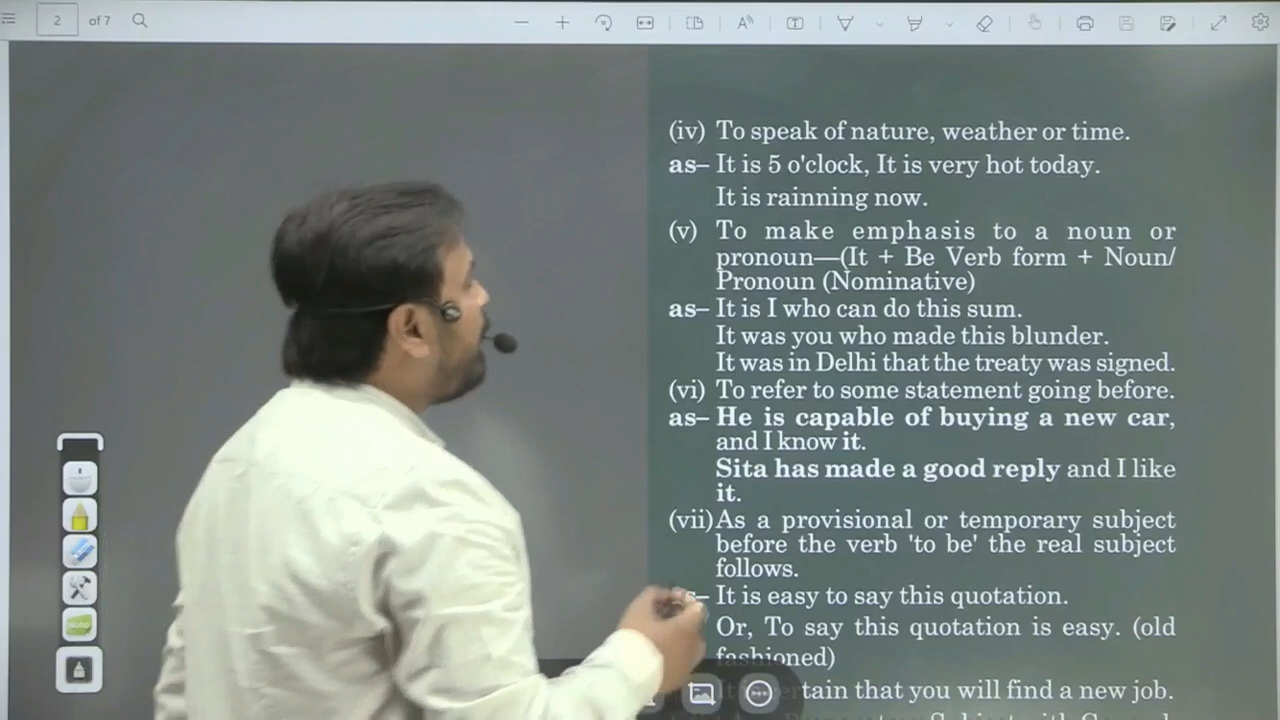 2 of 7
(iv) To speak of nature, weather or time.
as– It is 5 o'clock, It is very hot today.
It is rainning now.
(v) To make emphasis to a noun or
pronoun—(It + Be Verb form + Noun/
Pronoun (Nominative)
as– It is I who can do this sum.
It was you who made this blunder.
It was in Delhi that the treaty was signed.
(vi) To refer to some statement going before.
as– He is capable of buying a new car,
and I know it.
Sita has made a good reply and I like
it.
(vii) As a provisional or temporary subject
before the verb 'to be' the real subject
follows.
It is easy to say this quotation.
Or, To say this quotation is easy. (old
fashioned)
that you will find a new job.